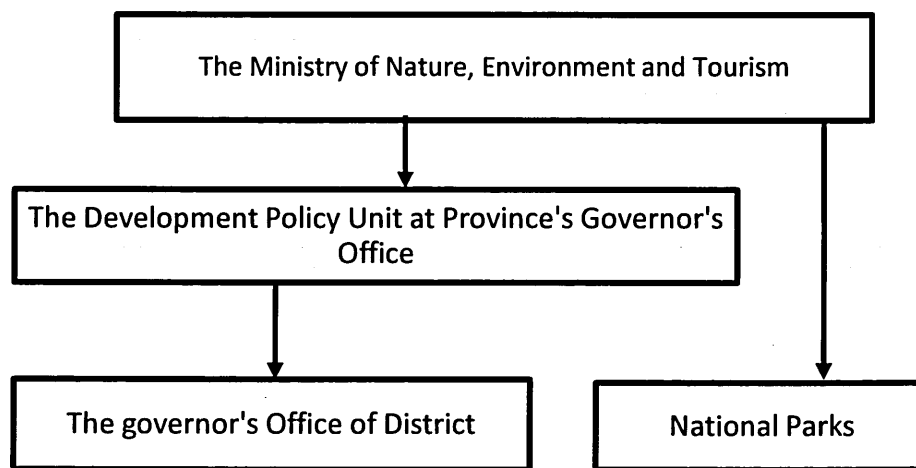 The Ministry of Nature, Environment and Tourism
The Development Policy Unit at Province's Governor's
Office
The governor's Office of District
National Parks